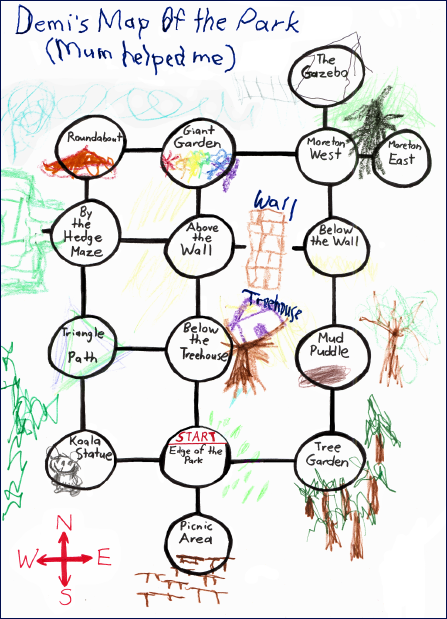 Demi's Map Of the Park
(Mum helped me)
The
Gazebo
Roundabout
Giant
Garden
Moreton
West
Moreton
East
Wall
By
the
Hedge
Maze
Above
the
Wall
Below
the Wall
Treehouse
Triangle
Path
Below
the
Treehouse
Mud
Puddle
Koala
Statue
START
Edge of the
Park
Tree
Garden
Picnic
Area
N
W E
S